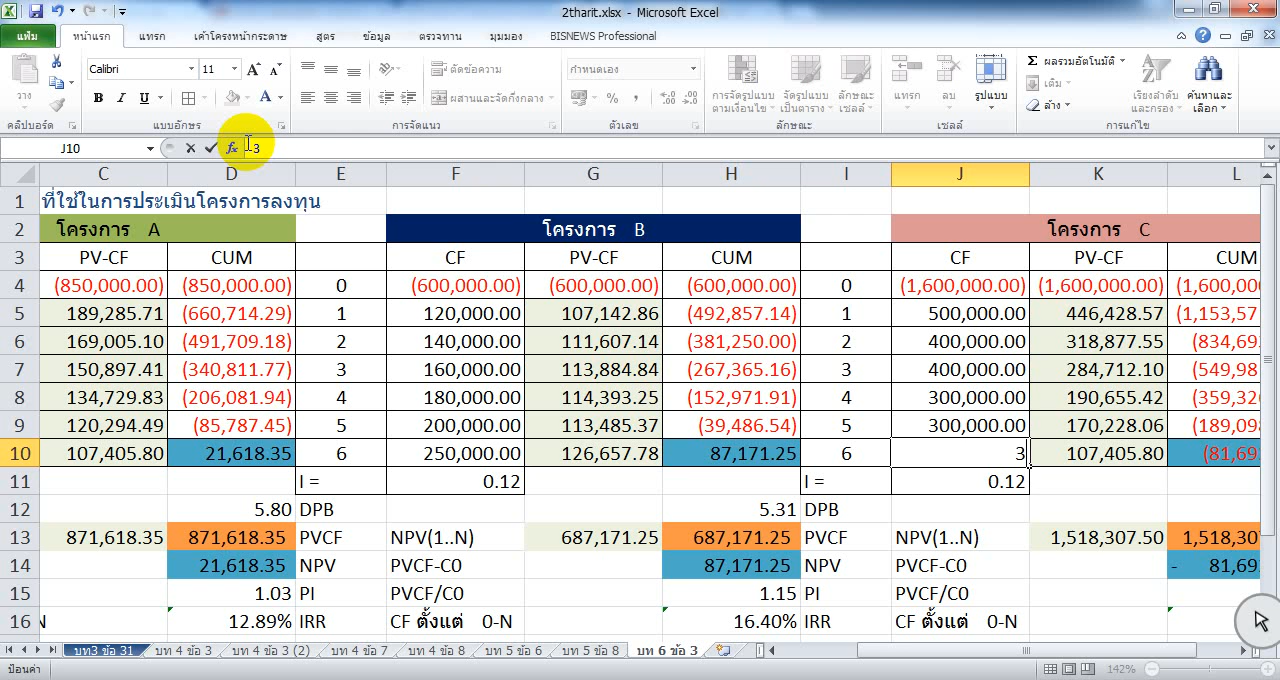 2tharit.xlsx - Microsoft Excel
แฟ้ม หน้าแรก แทรก เค้าโครงหน้ากระดาษ สูตร ข้อมูล ตรวจทาน มุมมอง BISNEWS Professional
วาง Calibri 11 ตัดข้อความ กำหนดเอง การจัดรูปแบบตามเงื่อนไข จัดรูปแบบเป็นตาราง ลักษณะเซลล์ แทรก ลบ รูปแบบ ผลรวมอัตโนมัติ เติม ล้าง เรียงลำดับและกรอง ค้นหาและเลือก
B I U A ผสานและจัดกึ่งกลาง % ,
คลิปบอร์ด แบบอักษร การจัดแนว ตัวเลข ลักษณะ เซลล์ การแก้ไข
J10 fx 3
C D E F G H I J K L
1 ที่ใช้ในการประเมินโครงการลงทุน
2 โครงการ A โครงการ B โครงการ C
3 PV-CF CUM CF PV-CF CUM CF PV-CF CUM
4 (850,000.00) (850,000.00) 0 (600,000.00) (600,000.00) (600,000.00) 0 (1,600,000.00) (1,600,000.00) (1,600,00
5 189,285.71 (660,714.29) 1 120,000.00 107,142.86 (492,857.14) 1 500,000.00 446,428.57 (1,153,57
6 169,005.10 (491,709.18) 2 140,000.00 111,607.14 (381,250.00) 2 400,000.00 318,877.55 (834,69
7 150,897.41 (340,811.77) 3 160,000.00 113,884.84 (267,365.16) 3 400,000.00 284,712.10 (549,98
8 134,729.83 (206,081.94) 4 180,000.00 114,393.25 (152,971.91) 4 300,000.00 190,655.42 (359,32
9 120,294.49 (85,787.45) 5 200,000.00 113,485.37 (39,486.54) 5 300,000.00 170,228.06 (189,09
10 107,405.80 21,618.35 6 250,000.00 126,657.78 87,171.25 6 3 107,405.80 (81,69
11 I = 0.12 I = 0.12
12 5.80 DPB 5.31 DPB
13 871,618.35 871,618.35 PVCF NPV(1..N) 687,171.25 687,171.25 PVCF NPV(1..N) 1,518,307.50 1,518,30
14 21,618.35 NPV PVCF-C0 87,171.25 NPV PVCF-C0 - 81,69
15 1.03 PI PVCF/C0 1.15 PI PVCF/C0
16 N 12.89% IRR CF ตั้งแต่ 0-N 16.40% IRR CF ตั้งแต่ 0-N
บท3 ข้อ 31 บท 4 ข้อ 3 บท 4 ข้อ 3 (2) บท 4 ข้อ 7 บท 4 ข้อ 8 บท 5 ข้อ 0 บท 5 ข้อ 8 บท 6 ข้อ 3
ป้อนค่า 142%